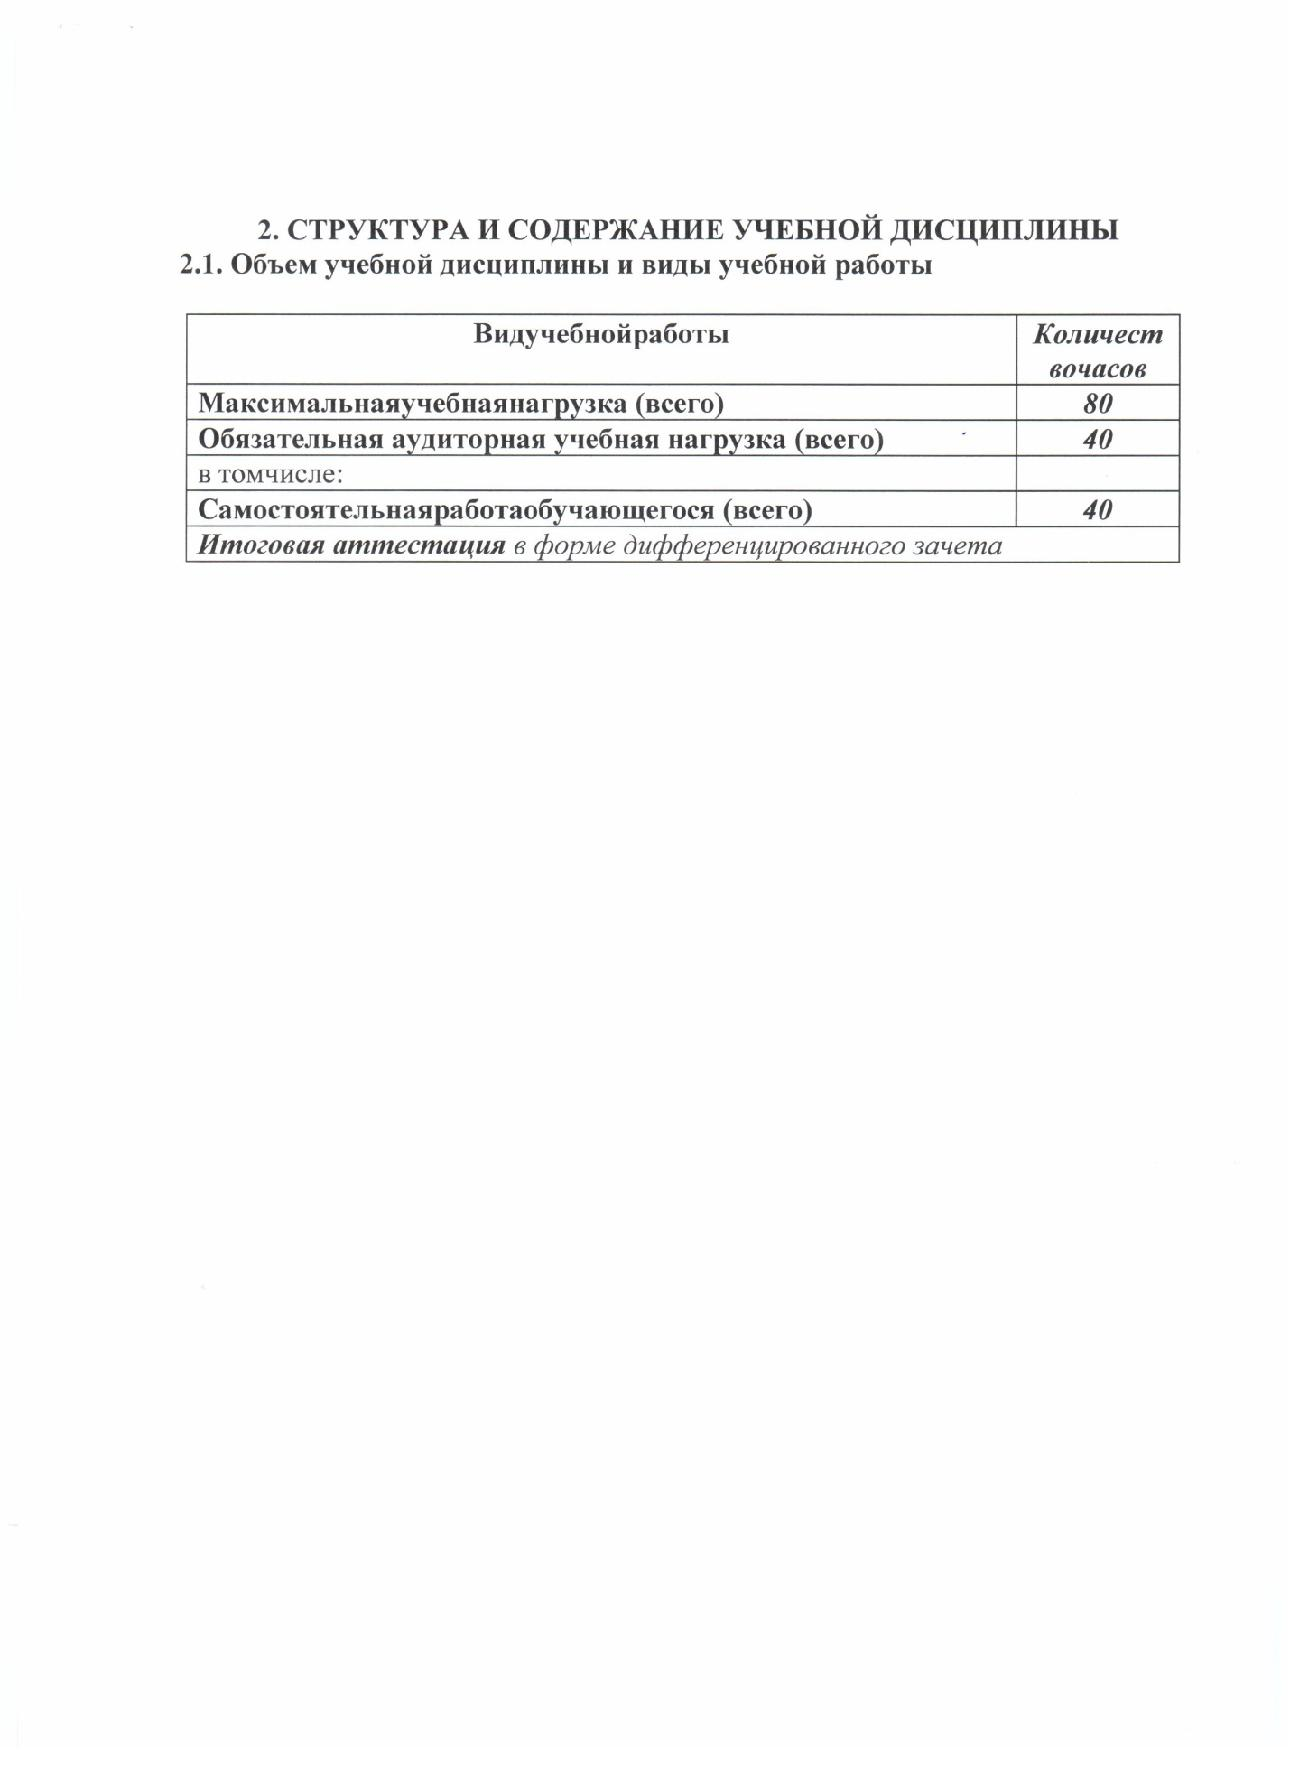 2. СТРУКТУРА И СОДЕРЖАНИЕ УЧЕБНОЙ ДИСЦИПЛИНЫ
2.1. Объем учебной дисциплины и виды учебной работы
Видучебнойработы
Количест
вочасов
Максимальнаяучебнаянагрузка (всего) 80
Обязательная аудиторная учебная нагрузка (всего) 40
в томчисле:
Самостоятельнаяработаобучающегося (всего) 40
Итоговая аттестация в форме дифференцированного зачета